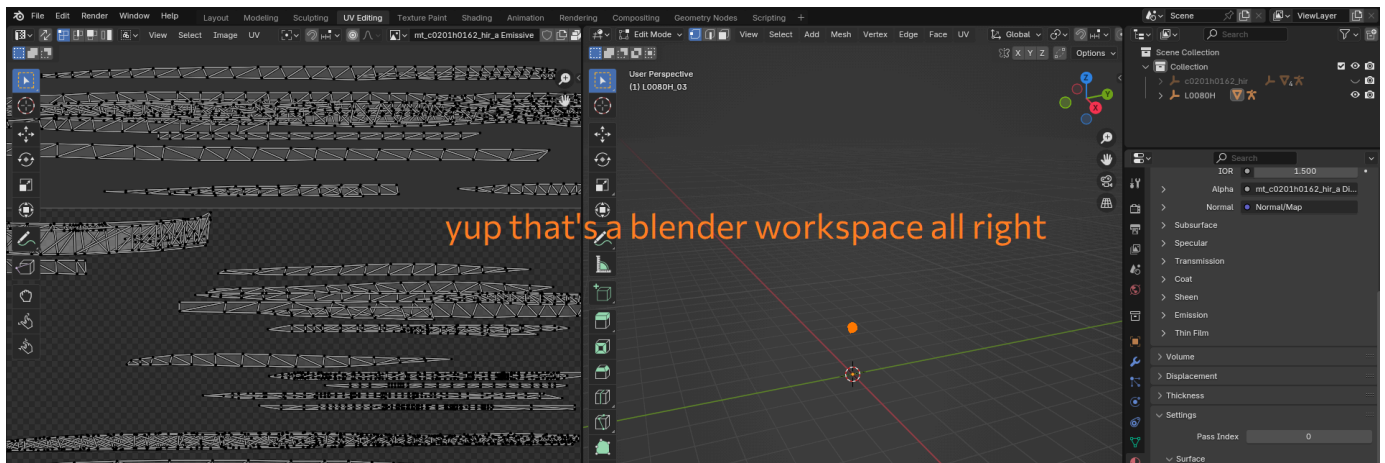 File Edit Render Window Help Layout Modeling Sculpting UV Editing Texture Paint Shading Animation Rendering Compositing Geometry Nodes Scripting + Scene ViewLayer
View Select Image UV mt_c0201h0162_hir_a Emissive Edit Mode View Select Add Mesh Vertex Edge Face UV Global Search
X Y Z Options
User Perspective
(1) L0080H_03
Scene Collection
Collection
c0201h0162_hir
L0080H
Z
Y
X
Search
IOR 1.500
Alpha mt_c0201h0162_hir_a Di...
Normal Normal/Map
Subsurface
Specular
Transmission
Coat
Sheen
Emission
Thin Film
Volume
Displacement
Thickness
Settings
Pass Index 0
Surface
yup that's a blender workspace all right